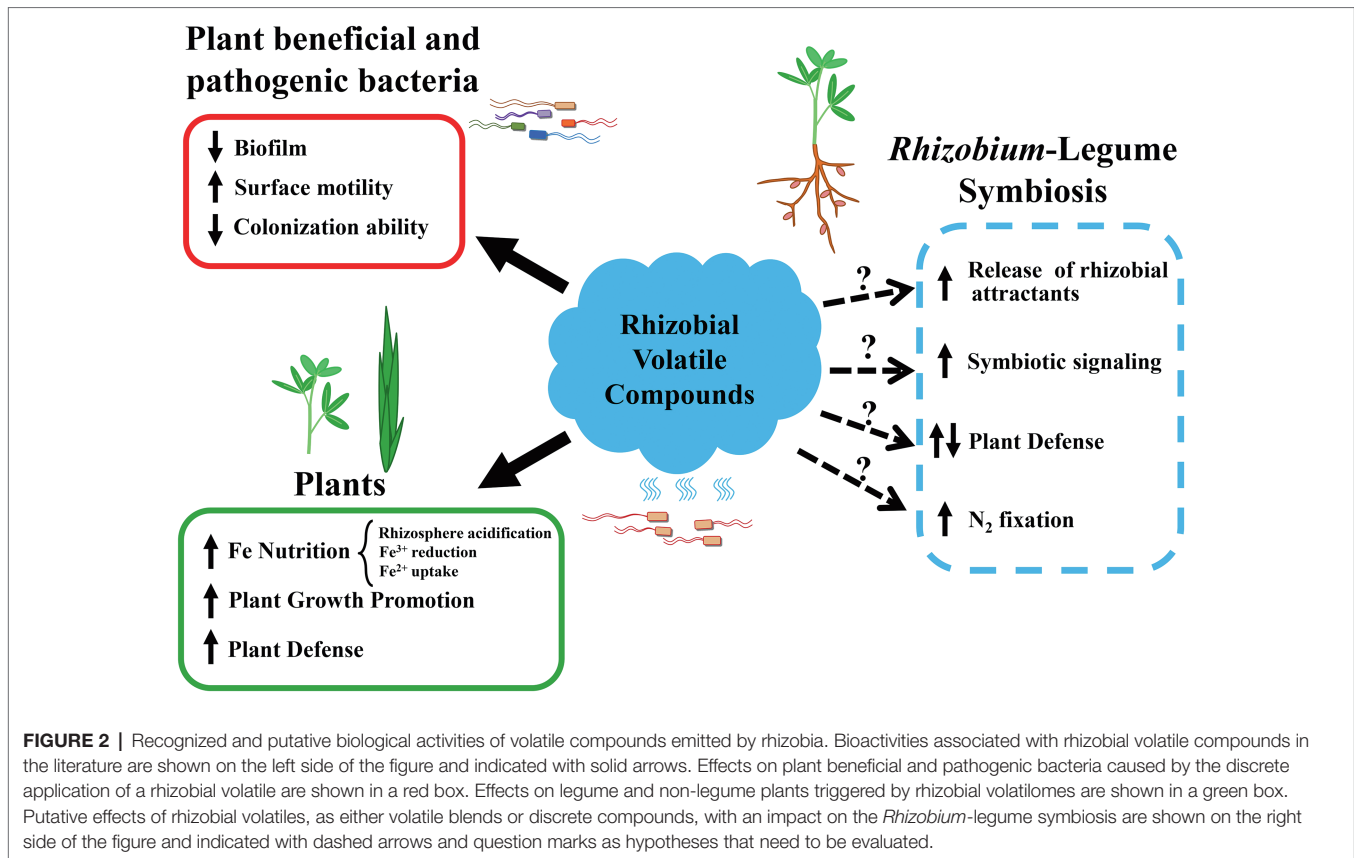 Plant beneficial and
pathogenic bacteria
↓ Biofilm
↑ Surface motility
↓ Colonization ability
Rhizobium-Legume
Symbiosis
? ↑ Release of rhizobial
attractants
? ↑ Symbiotic signaling
? ↑↓ Plant Defense
? ↑ N₂ fixation
Rhizobial
Volatile
Compounds
Plants
↑ Fe Nutrition
Rhizosphere acidification
Fe³⁺ reduction
Fe²⁺ uptake
↑ Plant Growth Promotion
↑ Plant Defense
FIGURE 2 | Recognized and putative biological activities of volatile compounds emitted by rhizobia. Bioactivities associated with rhizobial volatile compounds in
the literature are shown on the left side of the figure and indicated with solid arrows. Effects on plant beneficial and pathogenic bacteria caused by the discrete
application of a rhizobial volatile are shown in a red box. Effects on legume and non-legume plants triggered by rhizobial volatilomes are shown in a green box.
Putative effects of rhizobial volatiles, as either volatile blends or discrete compounds, with an impact on the Rhizobium-legume symbiosis are shown on the right
side of the figure and indicated with dashed arrows and question marks as hypotheses that need to be evaluated.